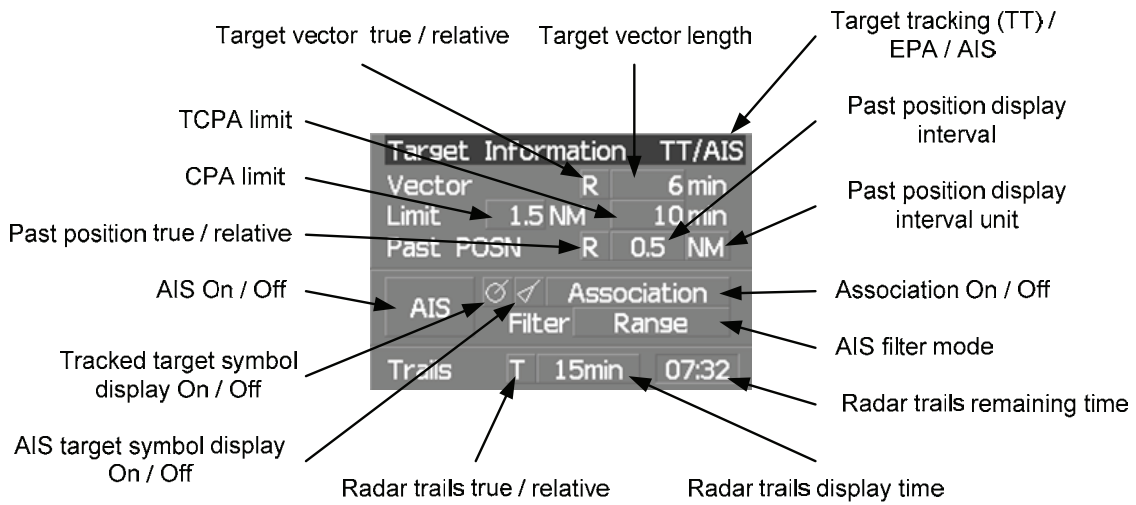 Target vector true / relative
Target vector length
Target tracking (TT) /
EPA / AIS
TCPA limit
Past position display
interval
CPA limit
Past position display
interval unit
Past position true / relative
AIS On / Off
Association On / Off
AIS filter mode
Tracked target symbol
display On / Off
Radar trails remaining time
AIS target symbol display
On / Off
Radar trails true / relative
Radar trails display time
Target Information TT/AIS
Vector R 6 min
Limit 1.5 NM 10 min
Past POSN R 0.5 NM
AIS Association
Filter Range
Trails T 15min 07:32